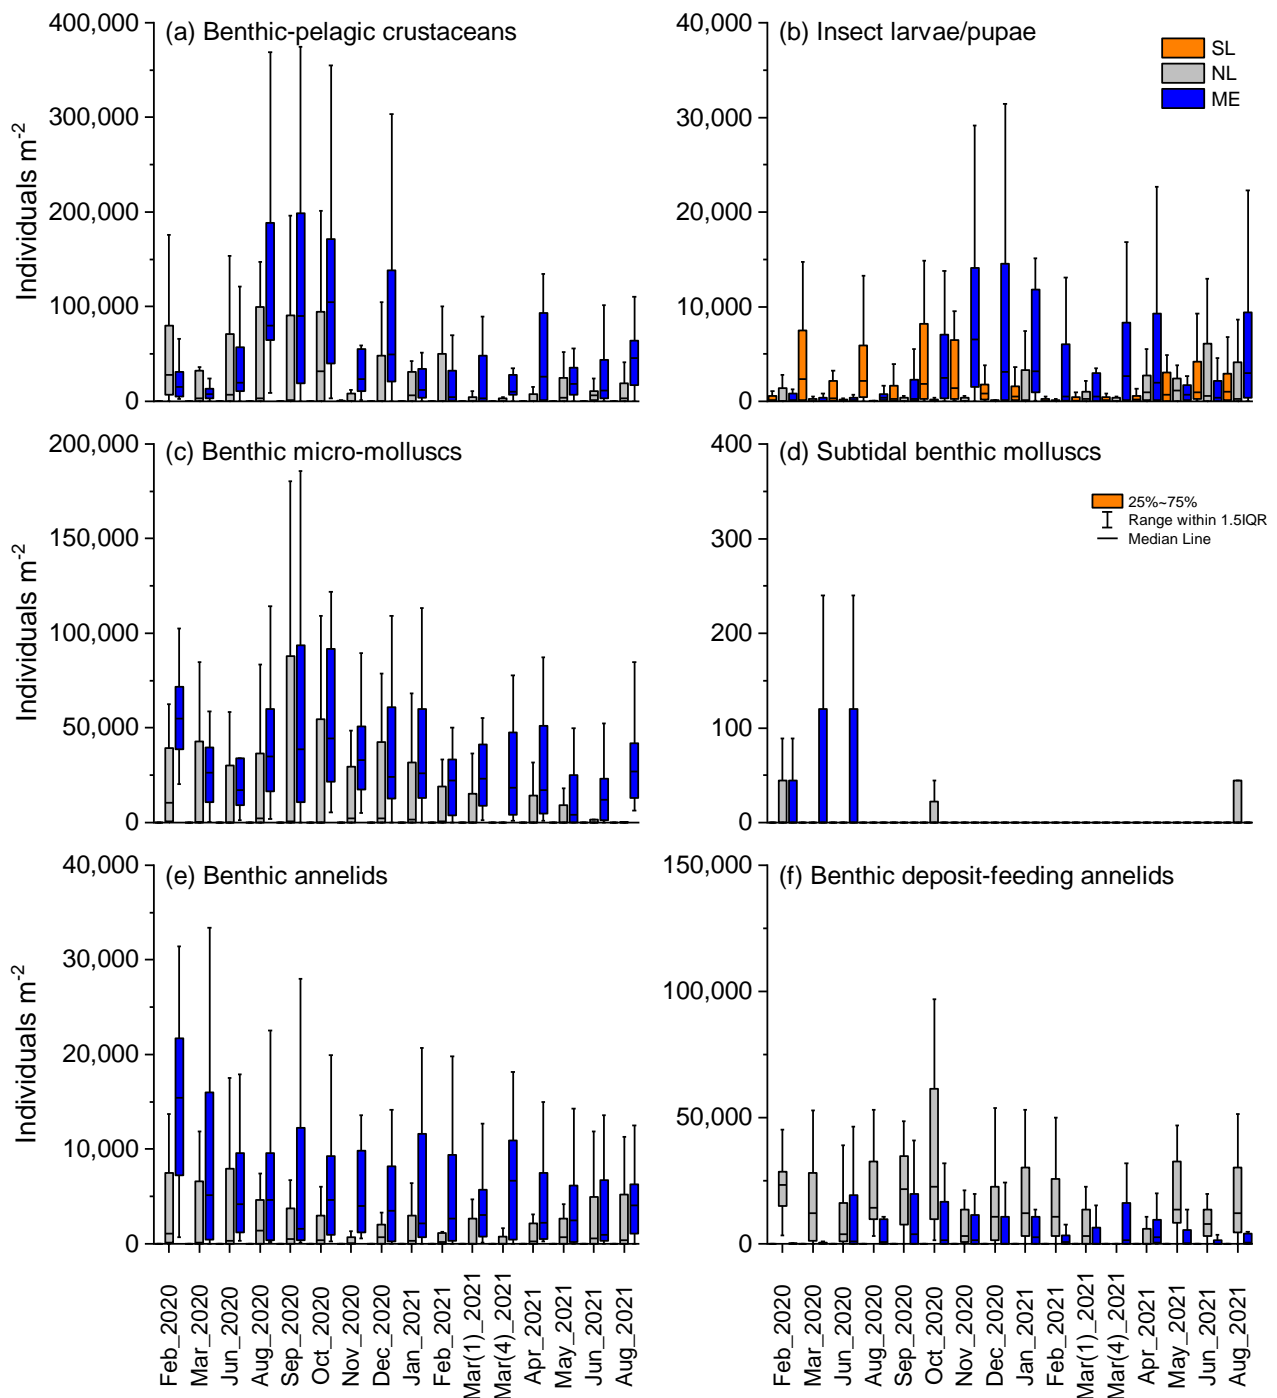 (a) Benthic-pelagic crustaceans
400,000
300,000
200,000
100,000
0
Individuals m⁻²
(b) Insect larvae/pupae
40,000
30,000
20,000
10,000
0
SL
NL
ME
(c) Benthic micro-molluscs
200,000
150,000
100,000
50,000
0
Individuals m⁻²
(d) Subtidal benthic molluscs
400
300
200
100
0
25%~75%
Range within 1.5IQR
Median Line
(e) Benthic annelids
40,000
30,000
20,000
10,000
0
Individuals m⁻²
Feb_2020
Mar_2020
Jun_2020
Aug_2020
Sep_2020
Oct_2020
Nov_2020
Dec_2020
Jan_2021
Feb_2021
Mar(1)_2021
Mar(4)_2021
Apr_2021
May_2021
Jun_2021
Aug_2021
(f) Benthic deposit-feeding annelids
150,000
100,000
50,000
0
Feb_2020
Mar_2020
Jun_2020
Aug_2020
Sep_2020
Oct_2020
Nov_2020
Dec_2020
Jan_2021
Feb_2021
Mar(1)_2021
Mar(4)_2021
Apr_2021
May_2021
Jun_2021
Aug_2021